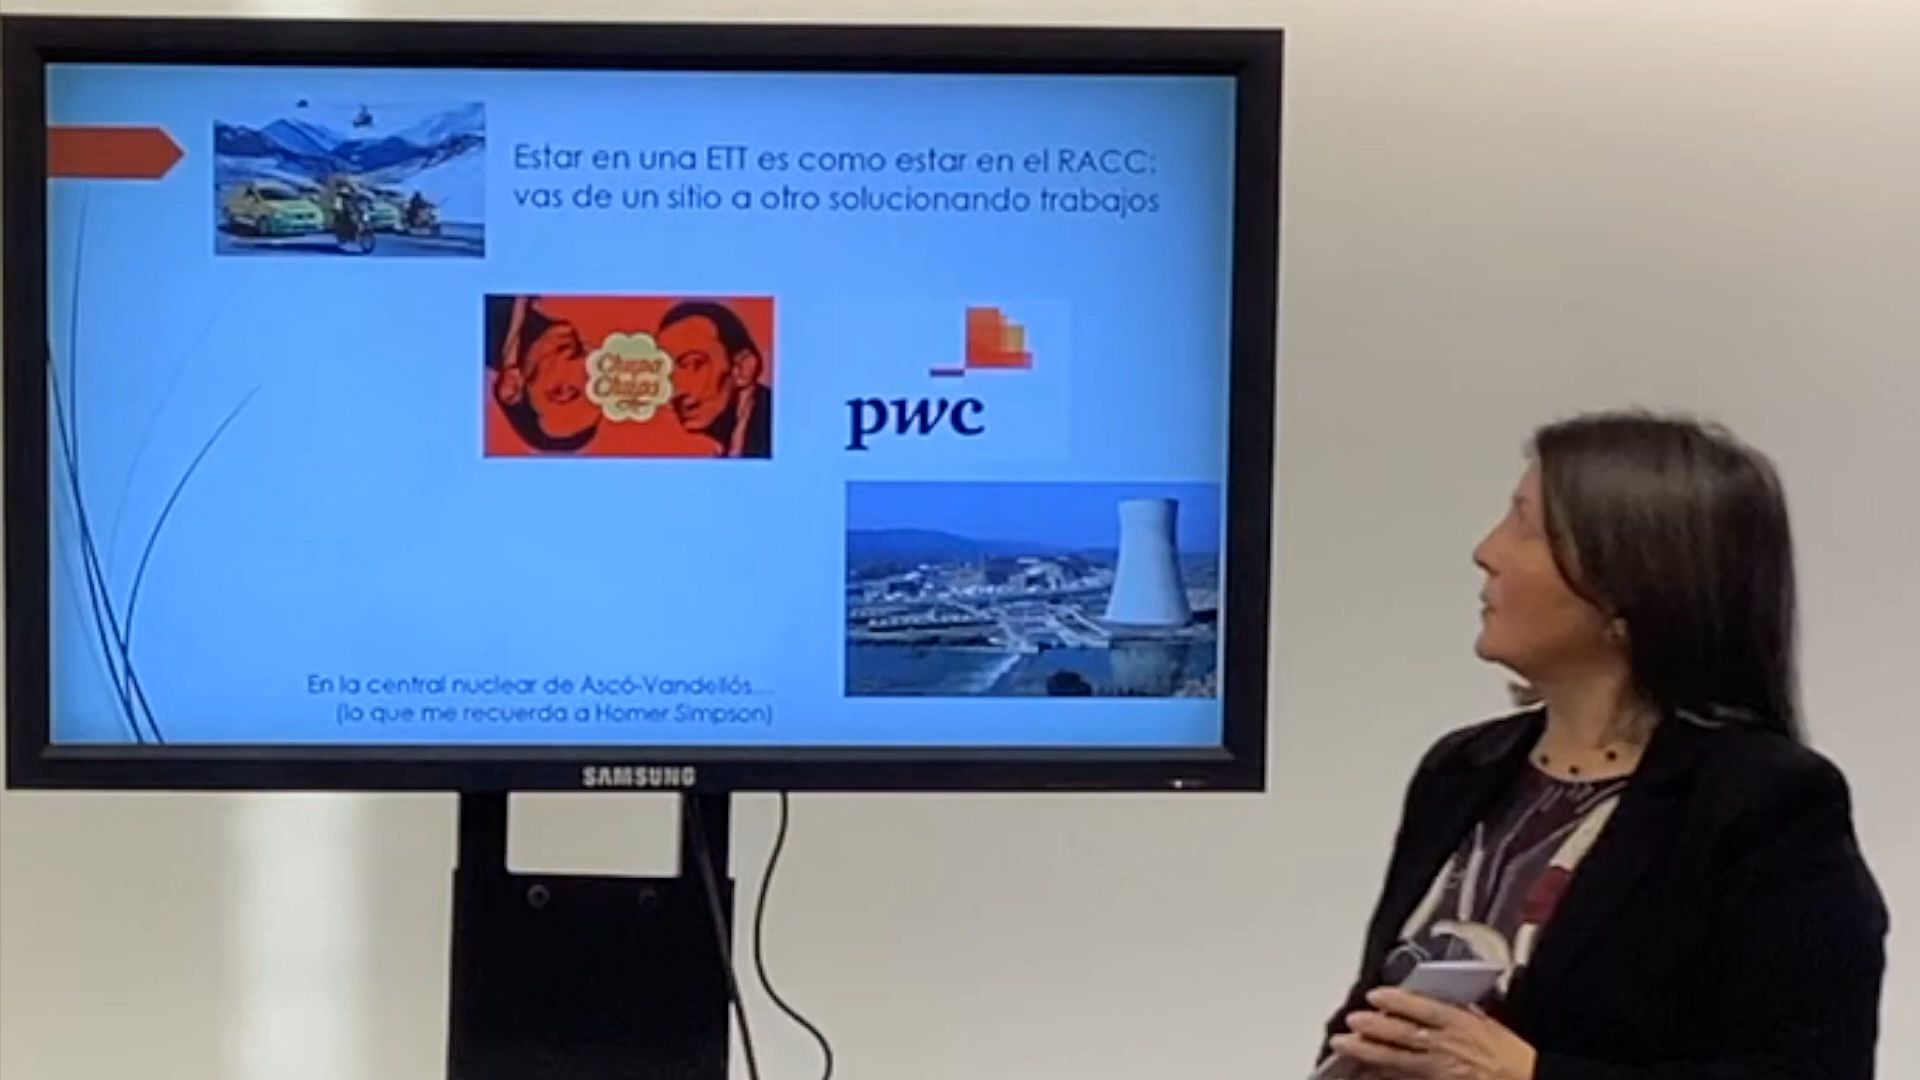 Estar en una ETT es como estar en el RACC:
vas de un sitio a otro solucionando trabajos
Chupa
Chups
pwc
En la central nuclear de Ascó-Vandellós...
(lo que me recuerda a Homer Simpson)
SAMSUNG